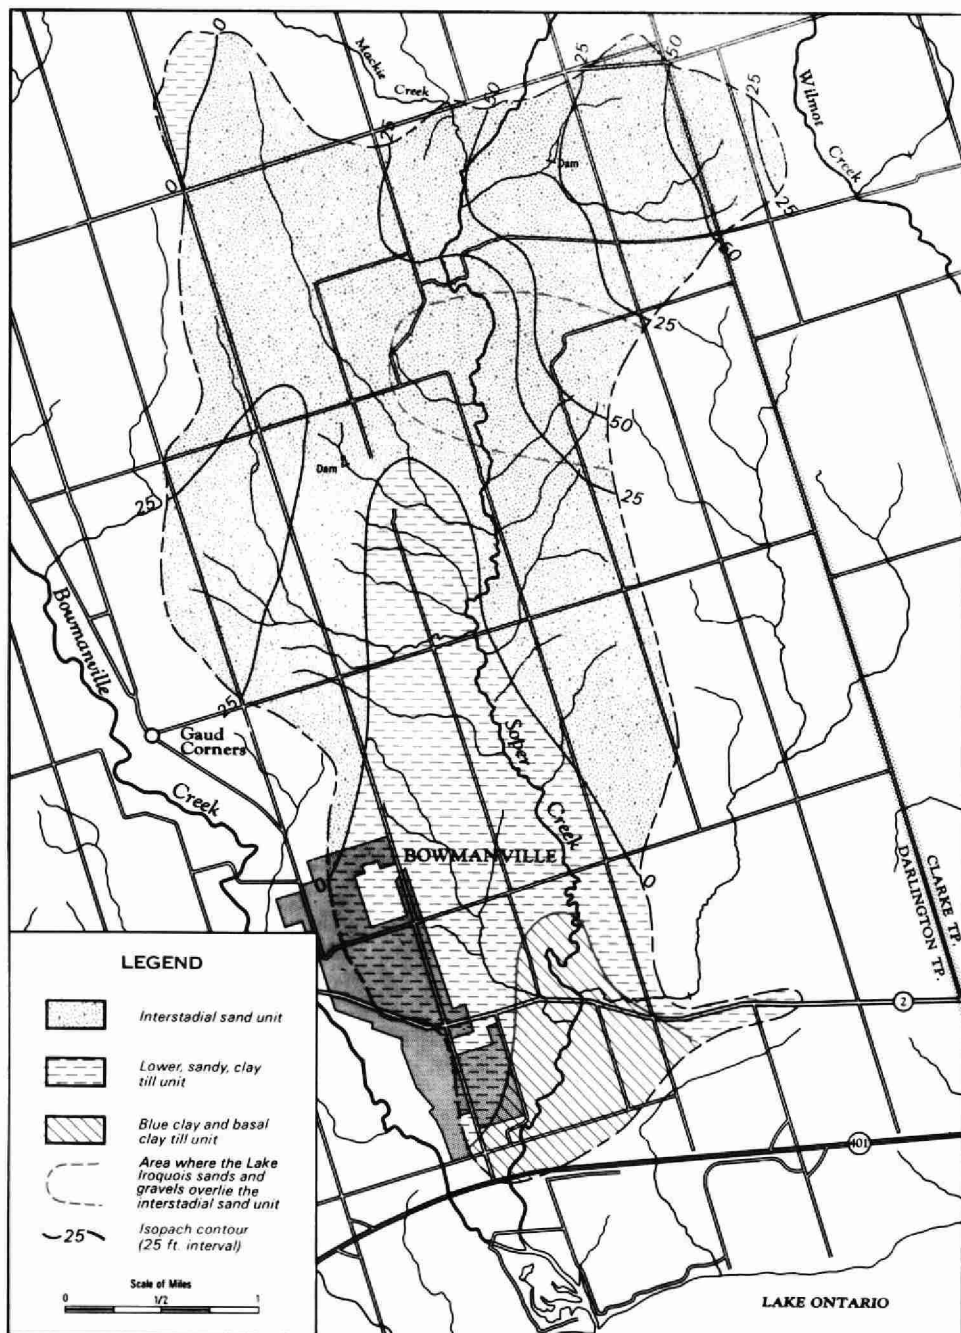 0
Mackie
Creek
50
25
50
25
Wilmot
Creek
25
Dam
0
25
60
25
50
25
Dam
25
Bowmanville
Creek
25
Gaud
Corners
Soper
Creek
BOWMANVILLE
0
0
CLARKE TP.
DARLINGTON TP.
2
401
LEGEND
Interstadial sand unit
Lower, sandy, clay
till unit
Blue clay and basal
clay till unit
Area where the Lake
Iroquois sands and
gravels overlie the
interstadial sand unit
25
Isopach contour
(25 ft. interval)
Scale of Miles
0 1/2 1
LAKE ONTARIO